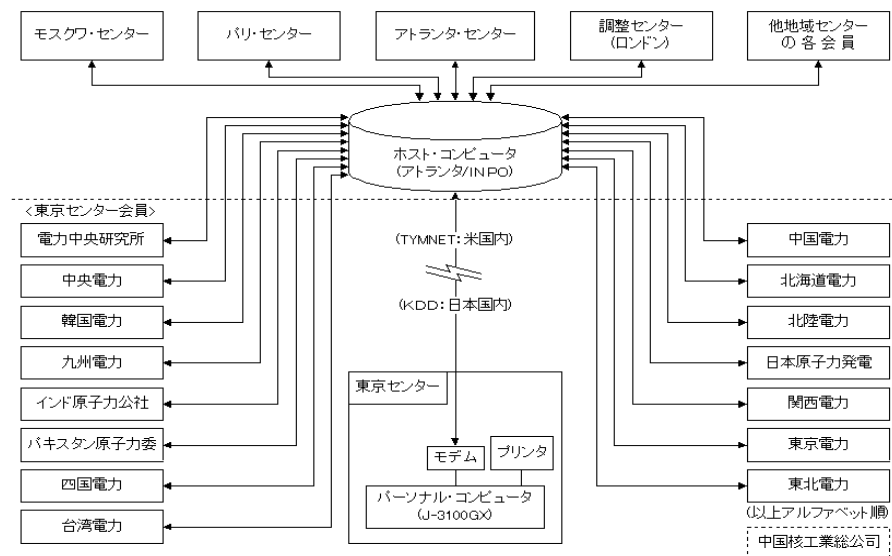 モスクワ・センター
パリ・センター
アトランタ・センター
調整センター
(ロンドン)
他地域センター
の各会員
ホスト・コンピュータ
(アトランタ/INPO)
<東京センター会員>
電力中央研究所
中央電力
韓国電力
九州電力
インド原子力公社
パキスタン原子力委
四国電力
台湾電力
(TYMNET:米国内)
(KDD:日本国内)
東京センター
モデム
プリンタ
パーソナル・コンピュータ
(J-3100GX)
中国電力
北海道電力
北陸電力
日本原子力発電
関西電力
東京電力
東北電力
(以上アルファベット順)
中国核工業総公司